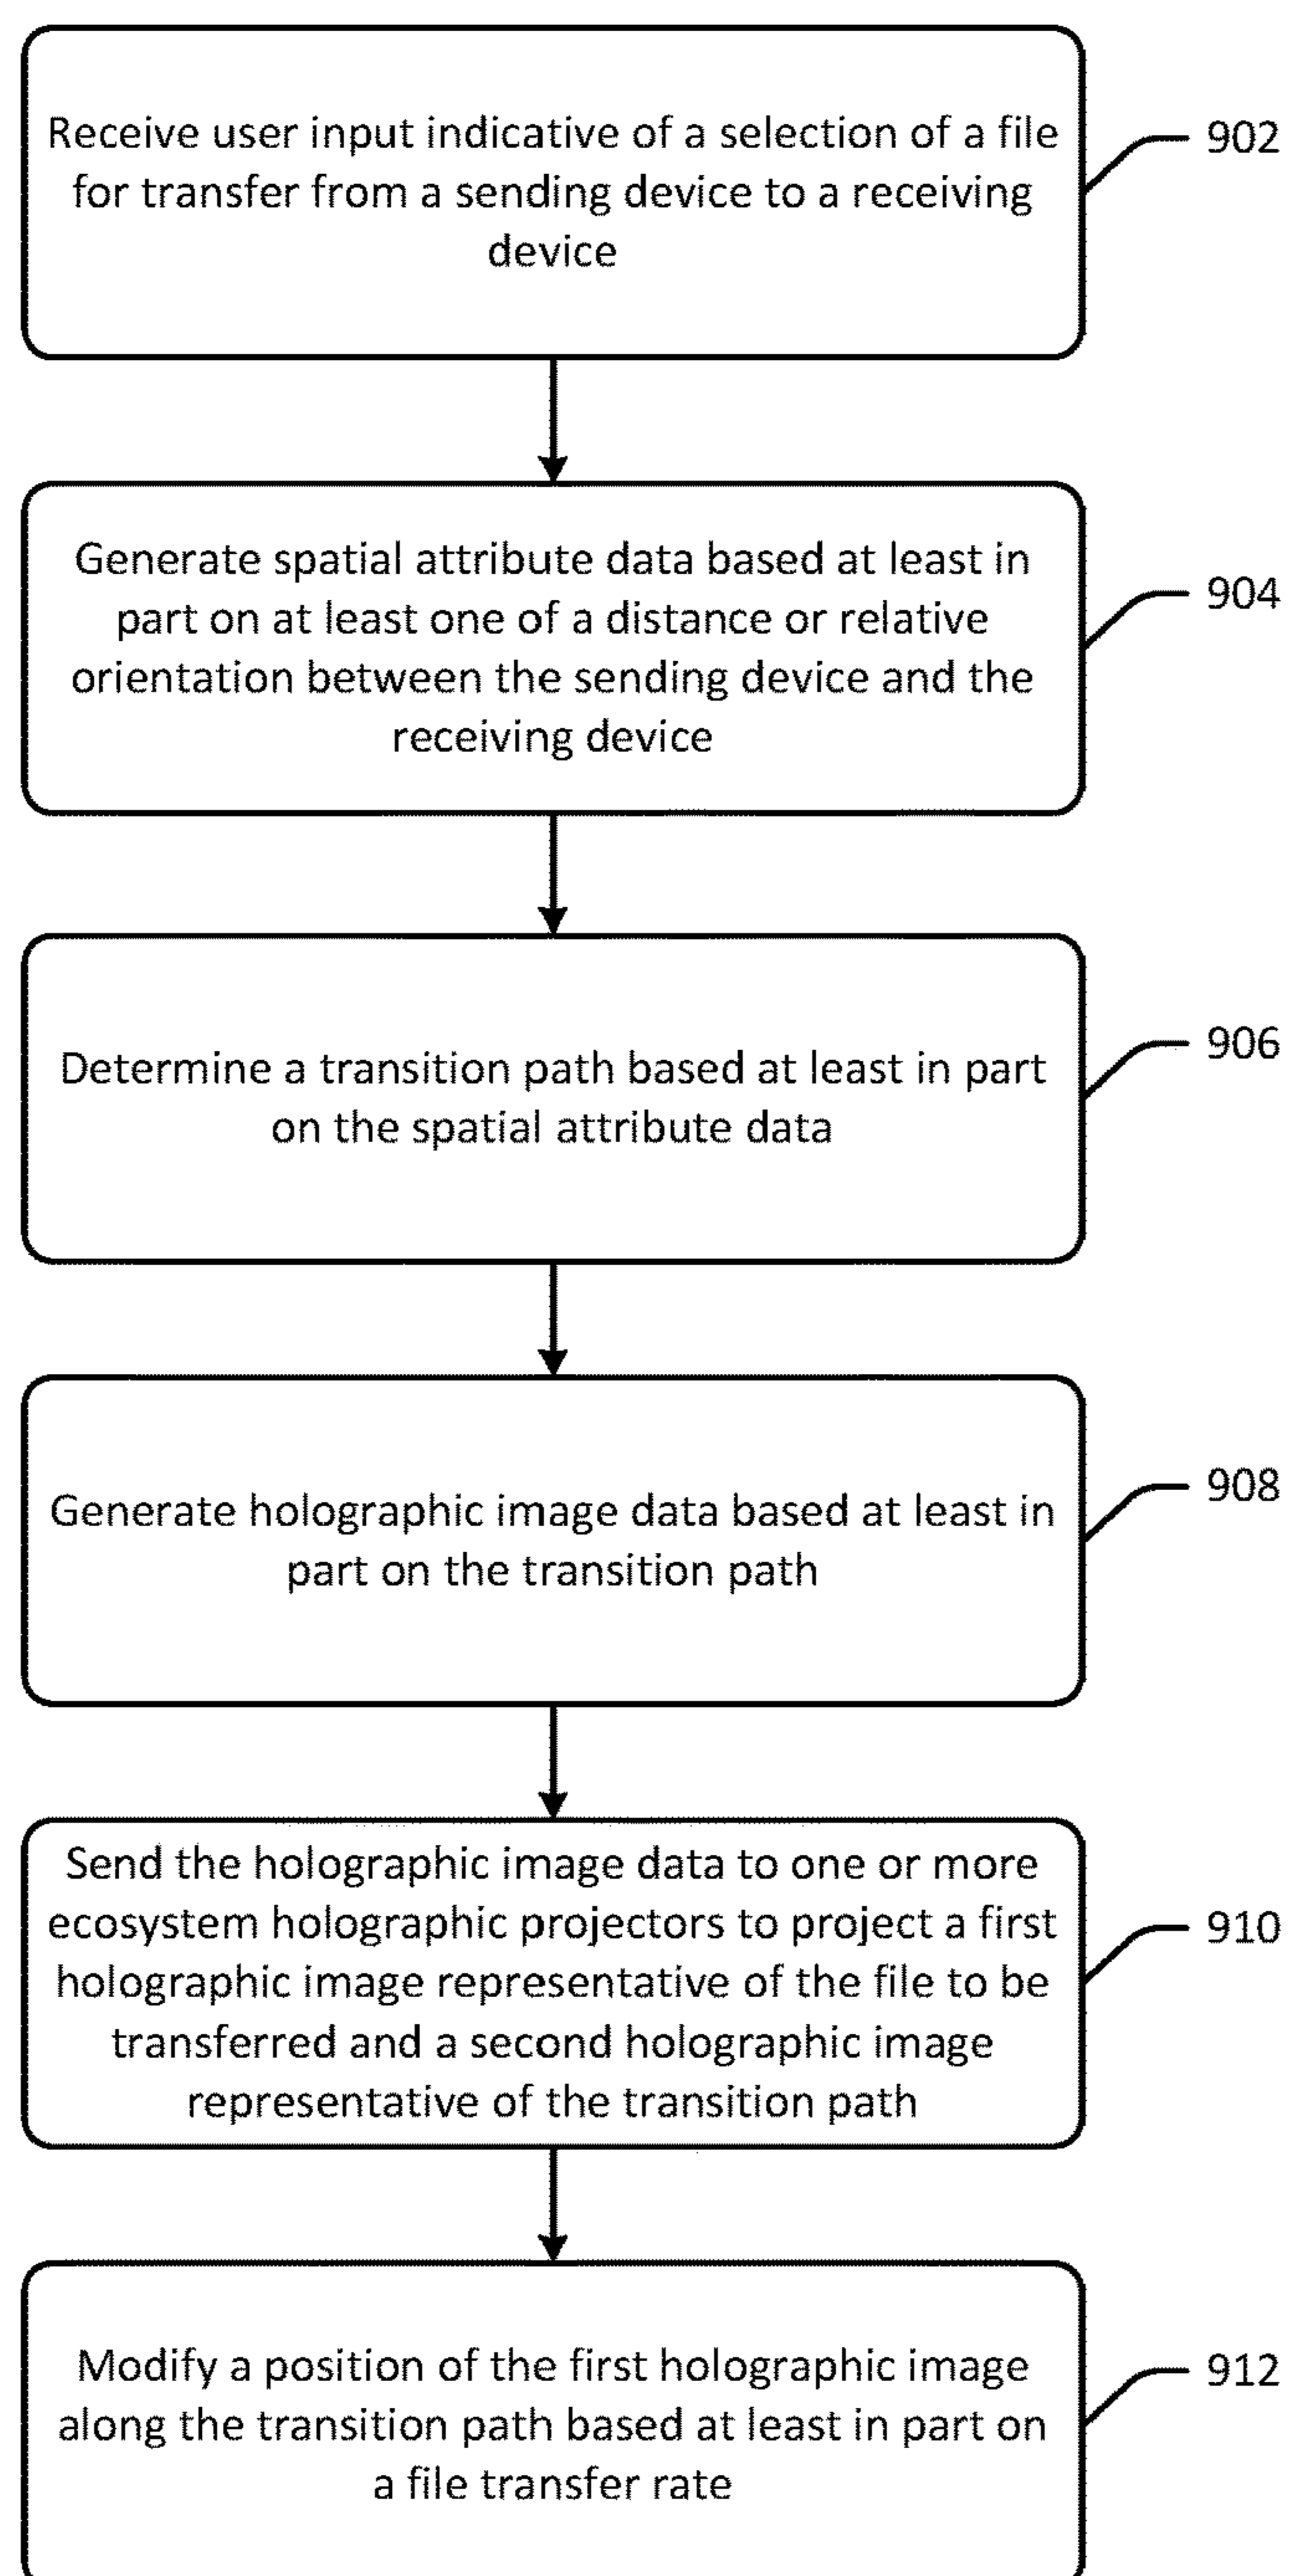 Receive user input indicative of a selection of a file
for transfer from a sending device to a receiving
device
902
Generate spatial attribute data based at least in
part on at least one of a distance or relative
orientation between the sending device and the
receiving device
904
Determine a transition path based at least in part
on the spatial attribute data
906
Generate holographic image data based at least in
part on the transition path
908
Send the holographic image data to one or more
ecosystem holographic projectors to project a first
holographic image representative of the file to be
transferred and a second holographic image
representative of the transition path
910
Modify a position of the first holographic image
along the transition path based at least in part on
a file transfer rate
912